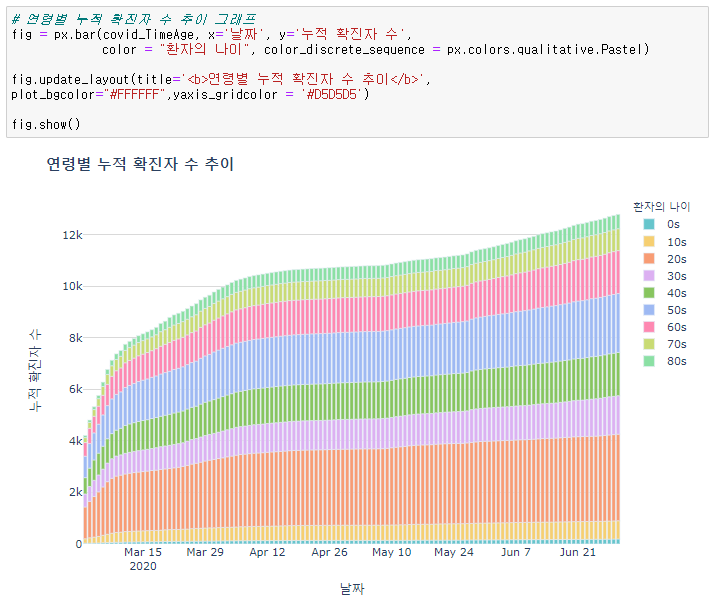 # 연령별 누적 확진자 수 추이 그래프
fig = px.bar(covid_TimeAge, x='날짜', y='누적 확진자 수',
color = "환자의 나이", color_discrete_sequence = px.colors.qualitative.Pastel)
fig.update_layout(title='<b>연령별 누적 확진자 수 추이</b>',
plot_bgcolor="#FFFFFF",yaxis_gridcolor = '#D5D5D5')
fig.show()
연령별 누적 확진자 수 추이
환자의 나이
0s
10s
20s
30s
40s
50s
60s
70s
80s
12k
10k
8k
6k
4k
2k
0
누적 확진자 수
Mar 15 Mar 29 Apr 12 Apr 26 May 10 May 24 Jun 7 Jun 21
2020
날짜